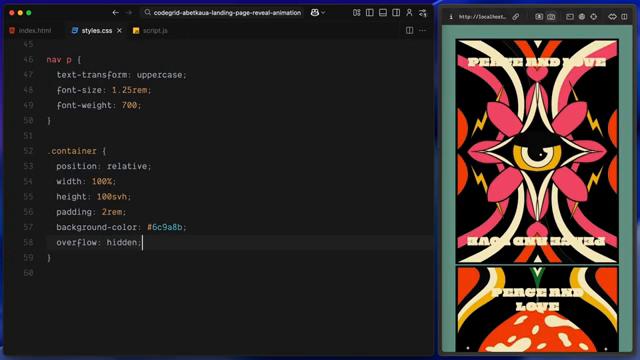 codegrid-abetkaua-landing-page-reveal-animation
index.html
styles.css
script.js
http://localhost...
45
46 nav p {
47 text-transform: uppercase;
48 font-size: 1.25rem;
49 font-weight: 700;
50 }
51
52 .container {
53 position: relative;
54 width: 100%;
55 height: 100svh;
56 padding: 2rem;
57 background-color: #6c9a8b;
58 overflow: hidden;
59 }
60
PEACE AND LOVE
PEACE AND LOVE
PEACE AND
LOVE